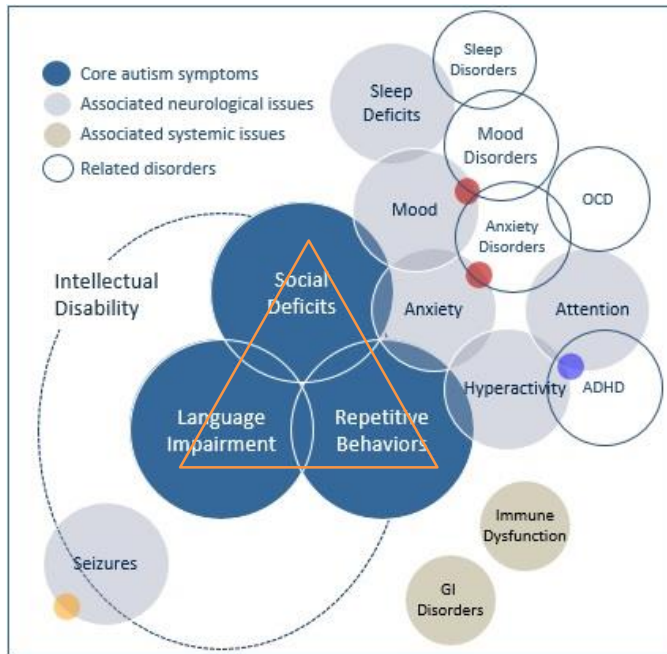 Core autism symptoms
Associated neurological issues
Associated systemic issues
Related disorders
Sleep
Disorders
Sleep
Deficits
Mood
Disorders
OCD
Mood
Anxiety
Disorders
Intellectual
Disability
Social
Deficits
Anxiety
Attention
Hyperactivity
ADHD
Language
Impairment
Repetitive
Behaviors
Immune
Dysfunction
Seizures
GI
Disorders